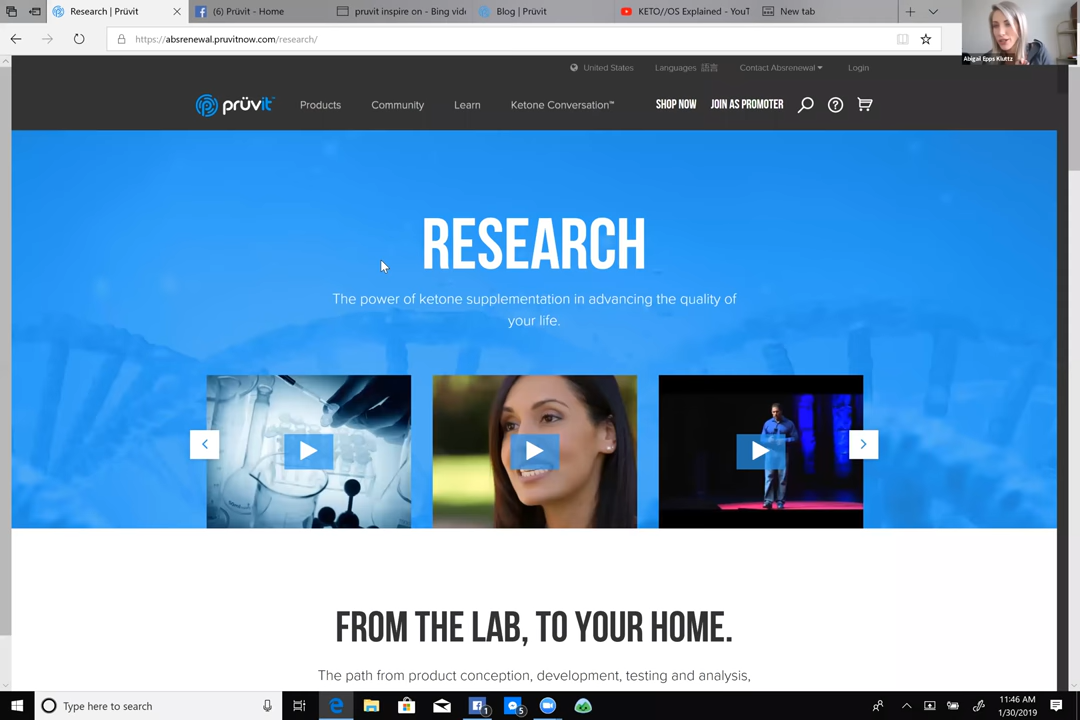 Research | Prüvit
(6) Prüvit - Home
pruvit inspire on - Bing vide
Blog | Prüvit
KETO//OS Explained - YouT
New tab
https://absrenewal.pruvitnow.com/research/
Abigail Epps Kluttz
United States
Languages 語言
Contact Absrenewal
Login
prüvit™
Products
Community
Learn
Ketone Conversation℠
SHOP NOW
JOIN AS PROMOTER
RESEARCH
The power of ketone supplementation in advancing the quality of
your life.
FROM THE LAB, TO YOUR HOME.
The path from product conception, development, testing and analysis,
Type here to search
1
5
11:46 AM
1/30/2019